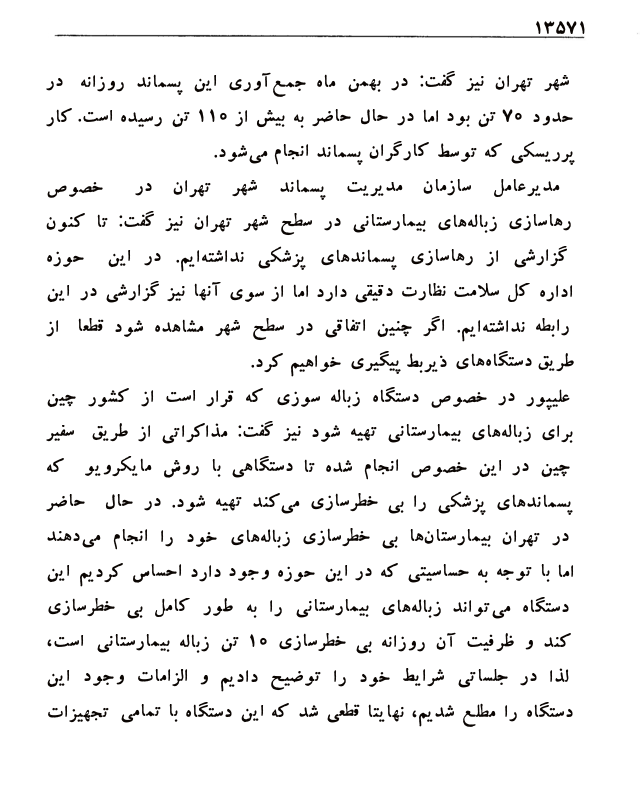 ۱۳۵۷۱
شهر تهران نیز گفت: در بهمن ماه جمع‌آوری این پسماند روزانه در
حدود ۷۰ تن بود اما در حال حاضر به بیش از ۱۱۰ تن رسیده است. کار
پرریسکی که توسط کارگران پسماند انجام می‌شود.
مدیرعامل سازمان مدیریت پسماند شهر تهران در خصوص
رهاسازی زباله‌های بیمارستانی در سطح شهر تهران نیز گفت: تا کنون
گزارشی از رهاسازی پسماندهای پزشکی نداشته‌ایم. در این حوزه
اداره کل سلامت نظارت دقیقی دارد اما از سوی آنها نیز گزارشی در این
رابطه نداشته‌ایم. اگر چنین اتفاقی در سطح شهر مشاهده شود قطعا از
طریق دستگاه‌های ذیربط پیگیری خواهیم کرد.
علیپور در خصوص دستگاه زباله سوزی که قرار است از کشور چین
برای زباله‌های بیمارستانی تهیه شود نیز گفت: مذاکراتی از طریق سفیر
چین در این خصوص انجام شده تا دستگاهی با روش مایکرویو که
پسماندهای پزشکی را بی خطرسازی می‌کند تهیه شود. در حال حاضر
در تهران بیمارستان‌ها بی خطرسازی زباله‌های خود را انجام می‌دهند
اما با توجه به حساسیتی که در این حوزه وجود دارد احساس کردیم این
دستگاه می‌تواند زباله‌های بیمارستانی را به طور کامل بی خطرسازی
کند و ظرفیت آن روزانه بی خطرسازی ۱۰ تن زباله بیمارستانی است،
لذا در جلساتی شرایط خود را توضیح دادیم و الزامات وجود این
دستگاه را مطلع شدیم، نهایتا قطعی شد که این دستگاه با تمامی تجهیزات